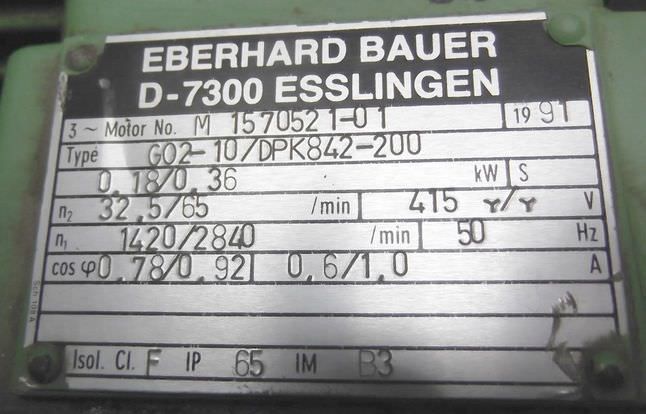 EBERHARD BAUER
D-7300 ESSLINGEN
3 ~ Motor No. M 1570521-01 1991
Type G02-10/DPK842-200
0,18/0,36 kW S
n₂ 32,5/65 /min 415 Y/Y V
n₁ 1420/2840 /min 50 Hz
cos φ 0,78/0,92 0,6/1,0 A
Isol. Cl. F IP 65 IM B3